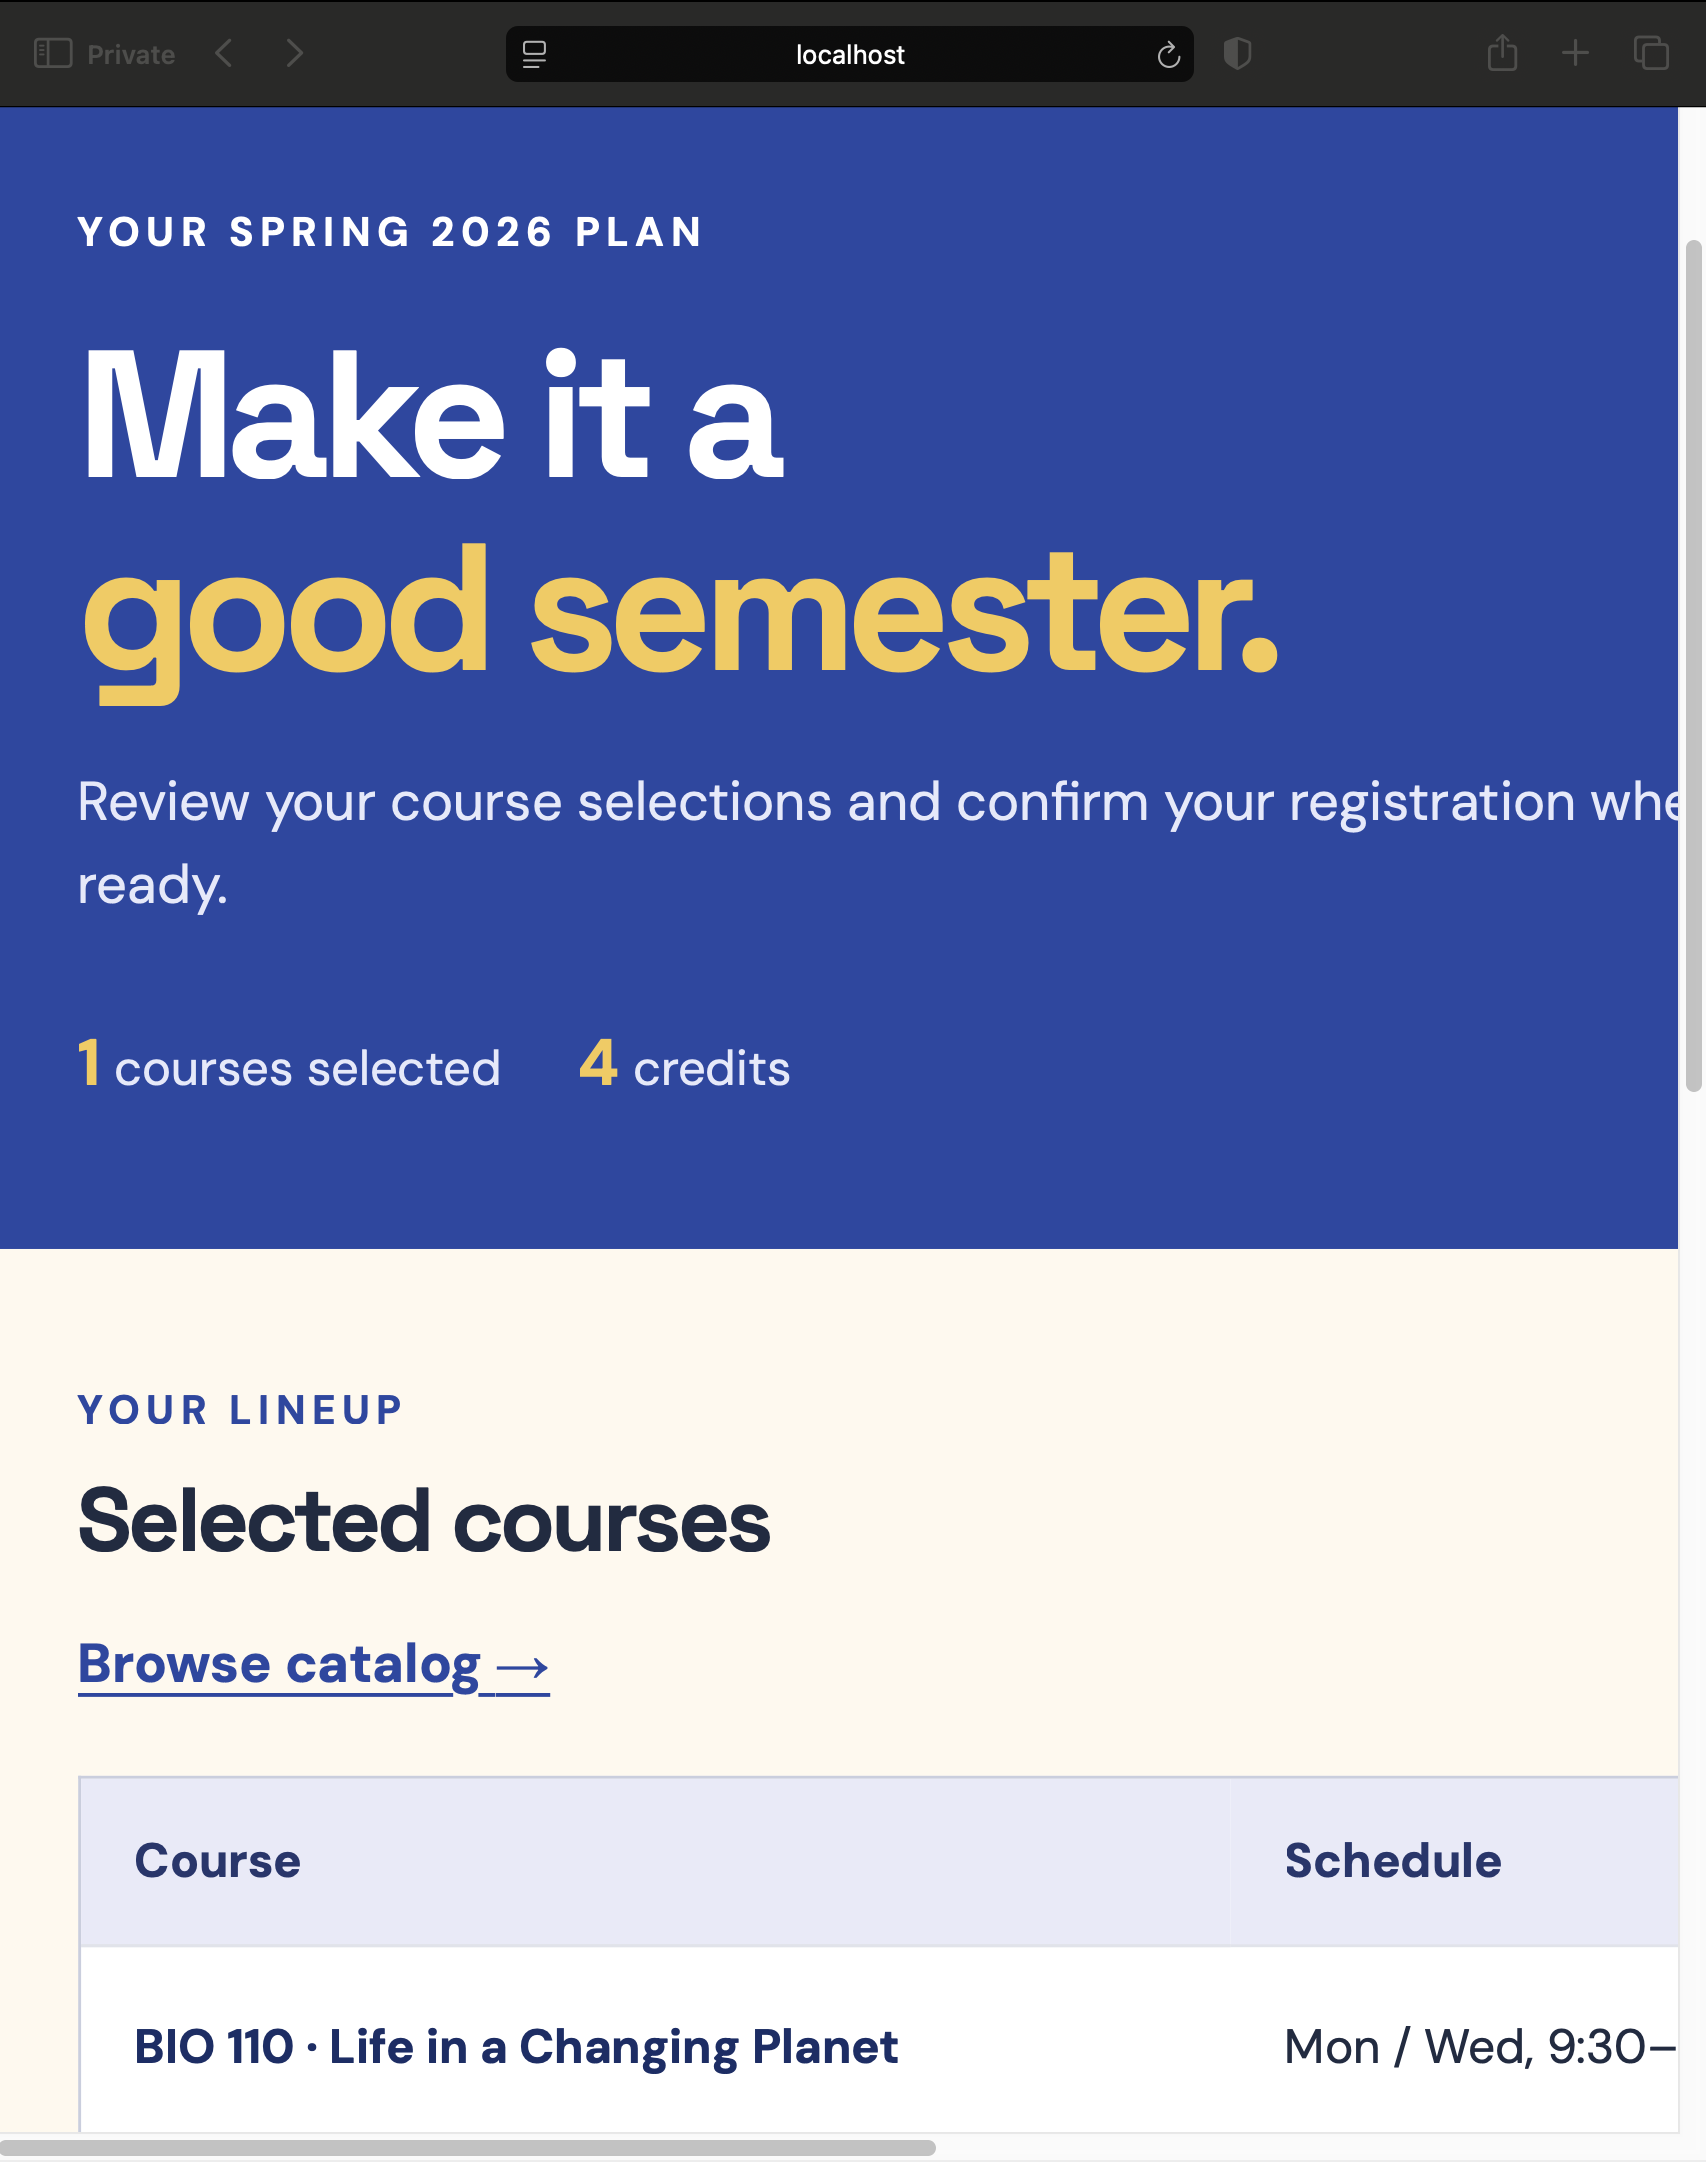 Private
localhost
YOUR SPRING 2026 PLAN
Make it a
good semester.
Review your course selections and confirm your registration
ready.
1 courses selected 4 credits
YOUR LINEUP
Selected courses
Browse catalog →
Course Schedule
BIO 110 · Life in a Changing Planet Mon / Wed, 9:30–